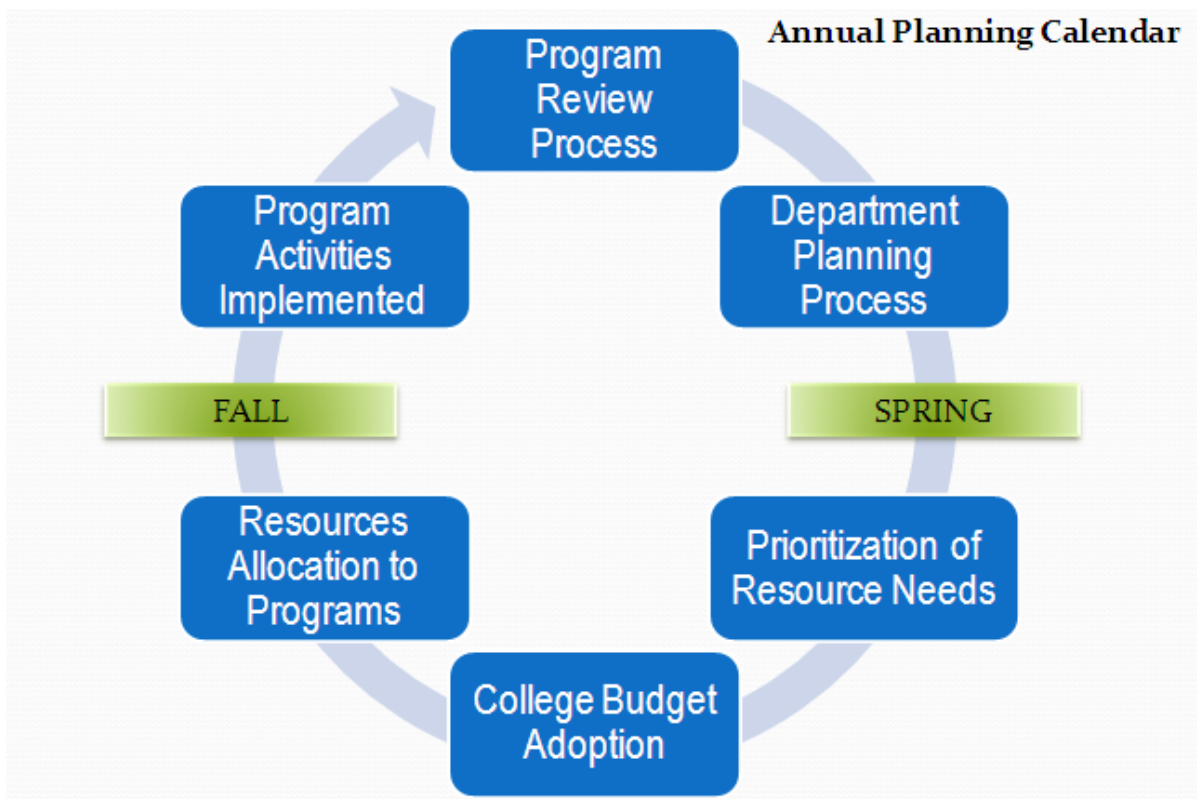 Annual Planning Calendar
Program
Review
Process
Department
Planning
Process
SPRING
Prioritization of
Resource Needs
College Budget
Adoption
Resources
Allocation to
Programs
FALL
Program
Activities
Implemented